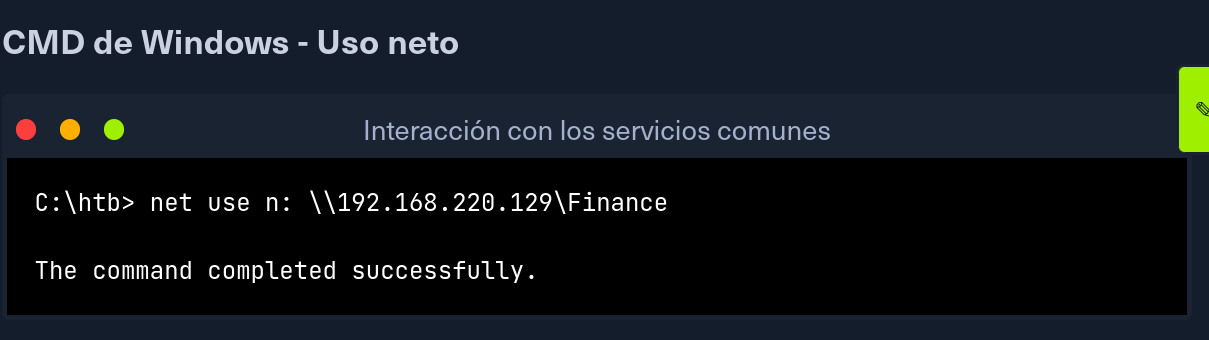 CMD de Windows - Uso neto
Interacción con los servicios comunes
C:\htb> net use n: \\192.168.220.129\Finance
The command completed successfully.